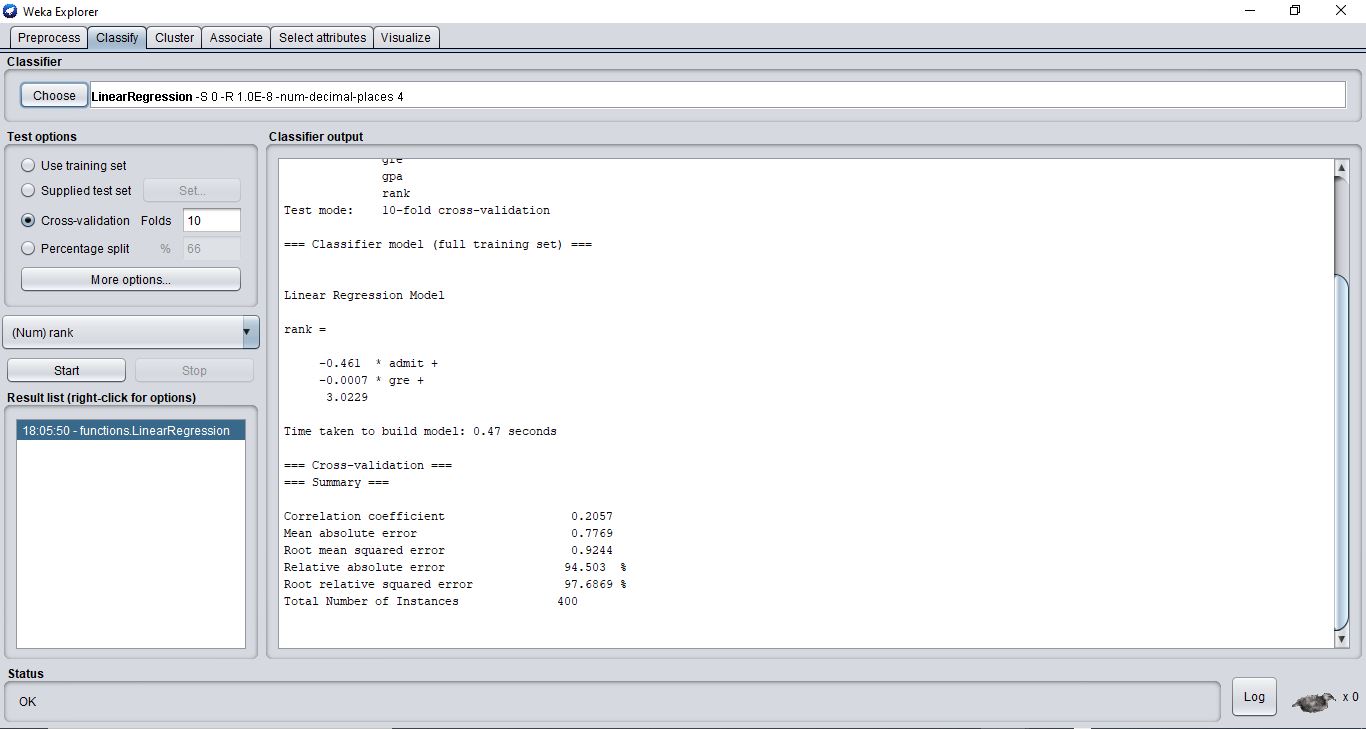 Weka Explorer
Preprocess Classify Cluster Associate Select attributes Visualize
Classifier
Choose LinearRegression -S 0 -R 1.0E-8 -num-decimal-places 4
Test options
Use training set
Supplied test set Set...
Cross-validation Folds 10
Percentage split % 66
More options...
(Num) rank
Start Stop
Result list (right-click for options)
18:05:50 - functions.LinearRegression
Classifier output
gre
gpa
rank
Test mode: 10-fold cross-validation
=== Classifier model (full training set) ===
Linear Regression Model
rank =
-0.461 * admit +
-0.0007 * gre +
3.0229
Time taken to build model: 0.47 seconds
=== Cross-validation ===
=== Summary ===
Correlation coefficient 0.2057
Mean absolute error 0.7769
Root mean squared error 0.9244
Relative absolute error 94.503 %
Root relative squared error 97.6869 %
Total Number of Instances 400
Status
OK
Log x 0